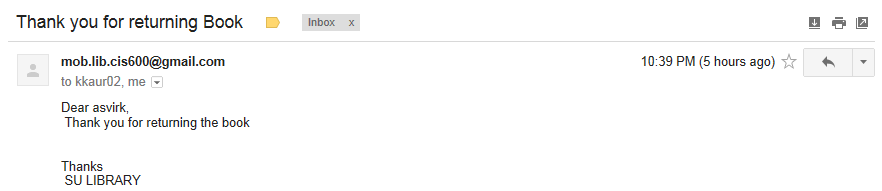 Thank you for returning Book
Inbox x
mob.lib.cis600@gmail.com
10:39 PM (5 hours ago)
to kkaur02, me
Dear asvirk,
Thank you for returning the book
Thanks
SU LIBRARY